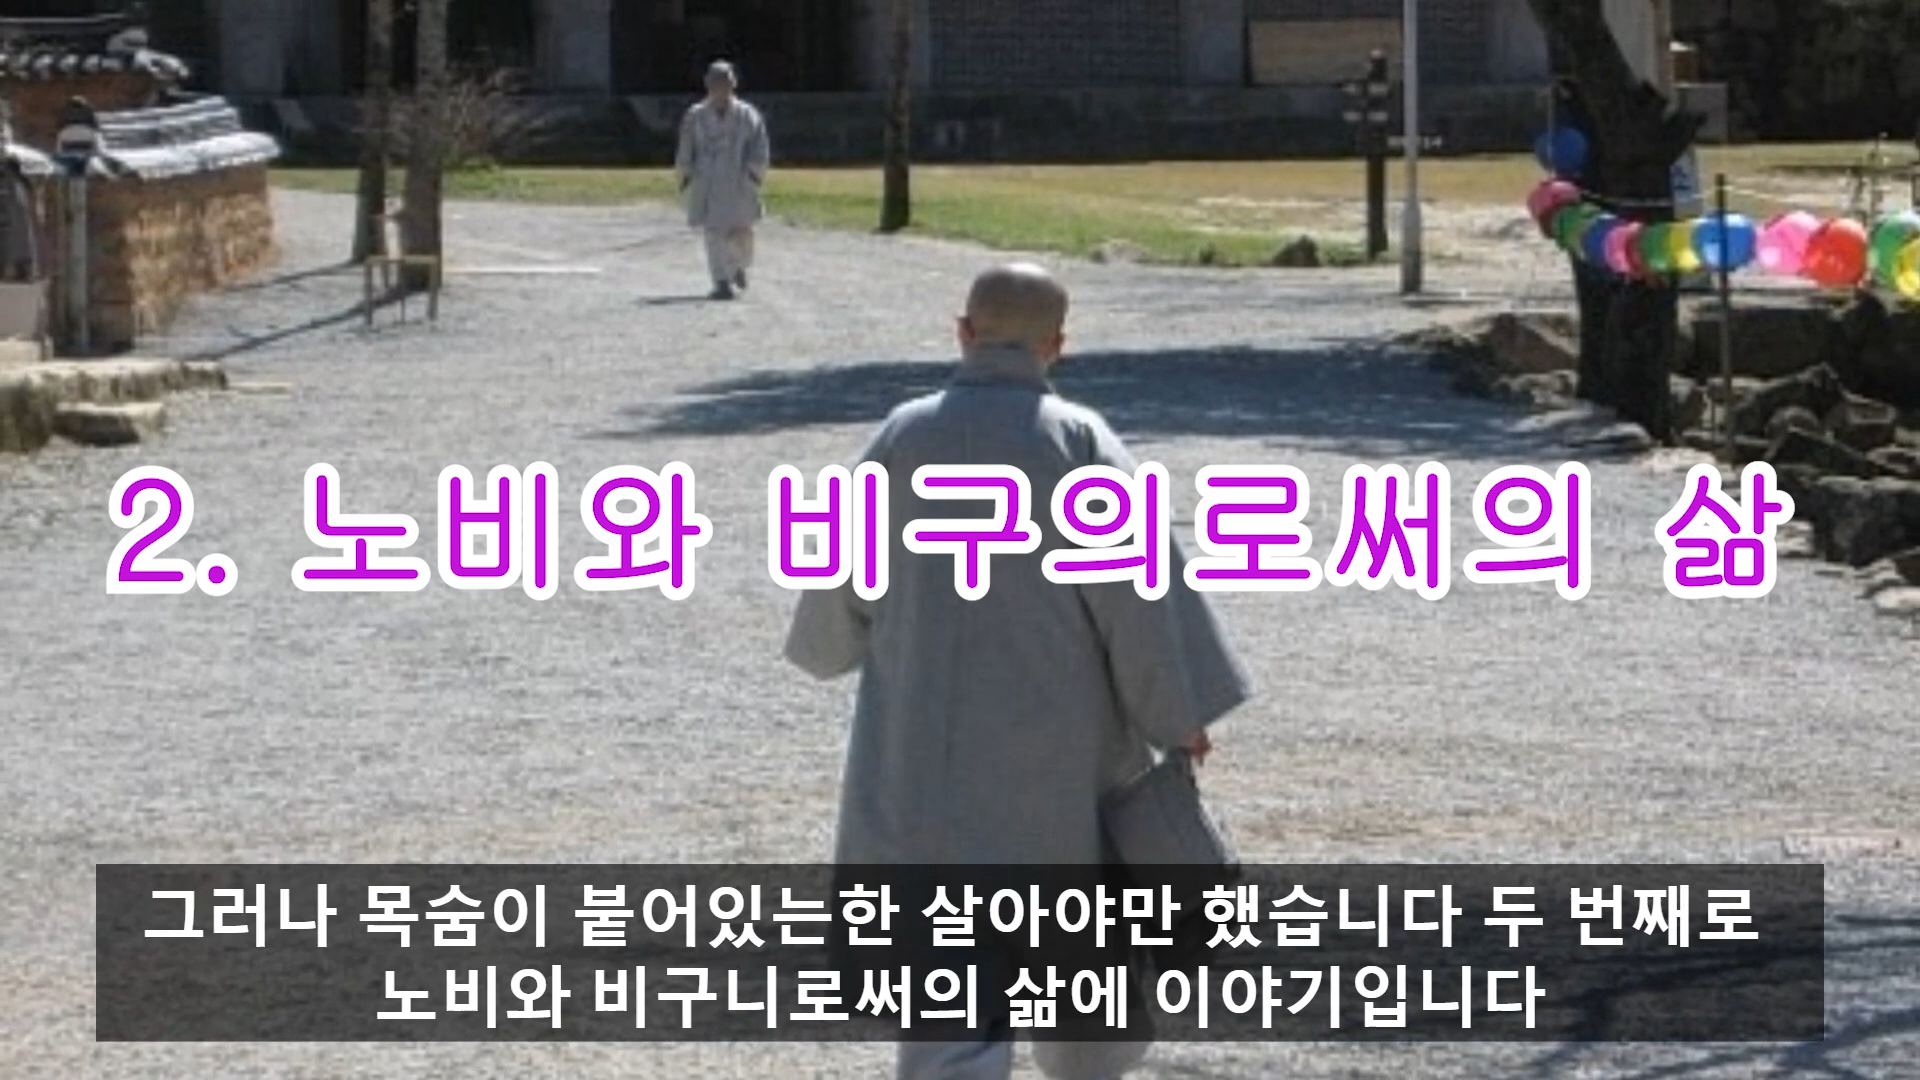 2. 노비와 비구의로써의 삶
그러나 목숨이 붙어있는한 살아야만 했습니다 두 번째로
노비와 비구니로써의 삶에 이야기입니다